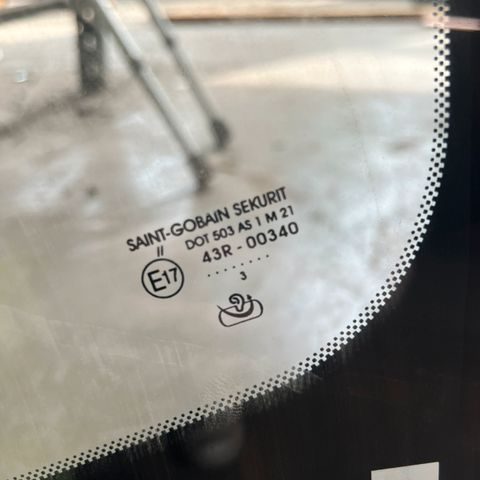 SAINT-GOBAIN SEKURIT
II DOT 503 AS 1 M 21
E17 43R - 00340
........
3